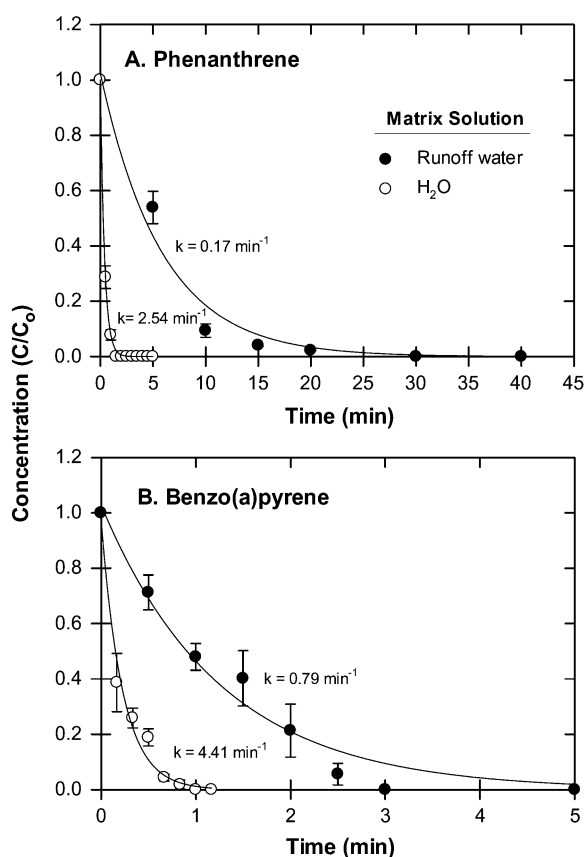 A. Phenanthrene
Matrix Solution
Runoff water
H₂O
k = 0.17 min⁻¹
k= 2.54 min⁻¹
1.2
1.0
0.8
0.6
0.4
0.2
0.0
0 5 10 15 20 25 30 35 40 45
Time (min)
Concentration (C/Cₒ)
B. Benzo(a)pyrene
k = 0.79 min⁻¹
k = 4.41 min⁻¹
1.2
1.0
0.8
0.6
0.4
0.2
0.0
0 1 2 3 4 5
Time (min)